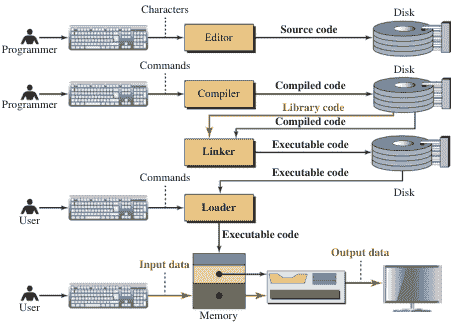 Characters
Disk
Editor
Source code
Programmer
Commands
Disk
Compiler
Compiled code
Programmer
Library code
Compiled code
Linker
Executable code
Executable code
Commands
Disk
Loader
User
Executable code
Input data
Output data
User
Memory